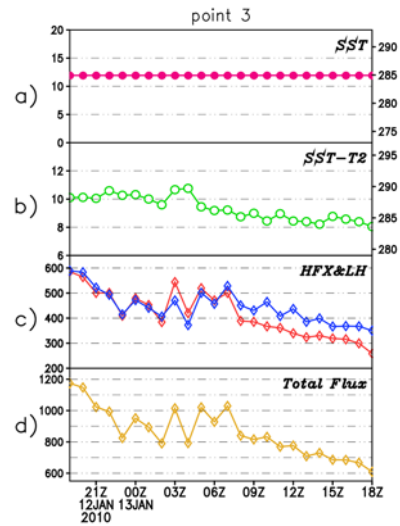 point 3
a)
SST
20
15
10
5
0
290
285
280
275
b)
SST-T2
12
10
8
6
295
290
285
280
c)
HFX&LH
600
500
400
300
200
d)
Total Flux
1200
1000
800
600
21Z 00Z 03Z 06Z 09Z 12Z 15Z 18Z
12JAN 13JAN
2010